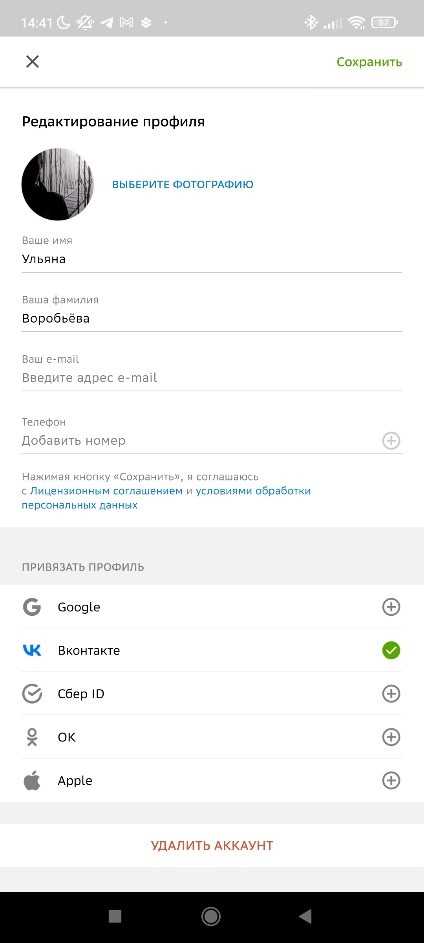 14:41
87
Сохранить
Редактирование профиля
ВЫБЕРИТЕ ФОТОГРАФИЮ
Ваше имя
Ульяна
Ваша фамилия
Воробьёва
Ваш e-mail
Введите адрес e-mail
Телефон
Добавить номер
Нажимая кнопку «Сохранить», я соглашаюсь
с Лицензионным соглашением и условиями обработки
персональных данных
ПРИВЯЗАТЬ ПРОФИЛЬ
Google
Вконтакте
Сбер ID
ОК
Apple
УДАЛИТЬ АККАУНТ